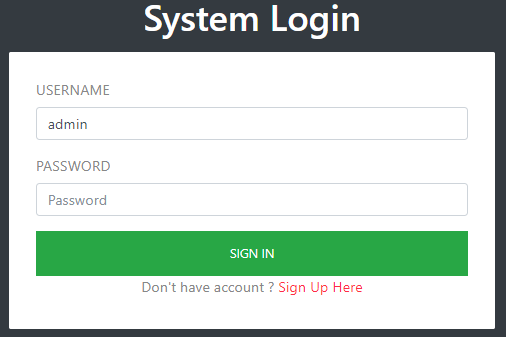 System Login
USERNAME
admin
PASSWORD
Password
SIGN IN
Don't have account ? Sign Up Here